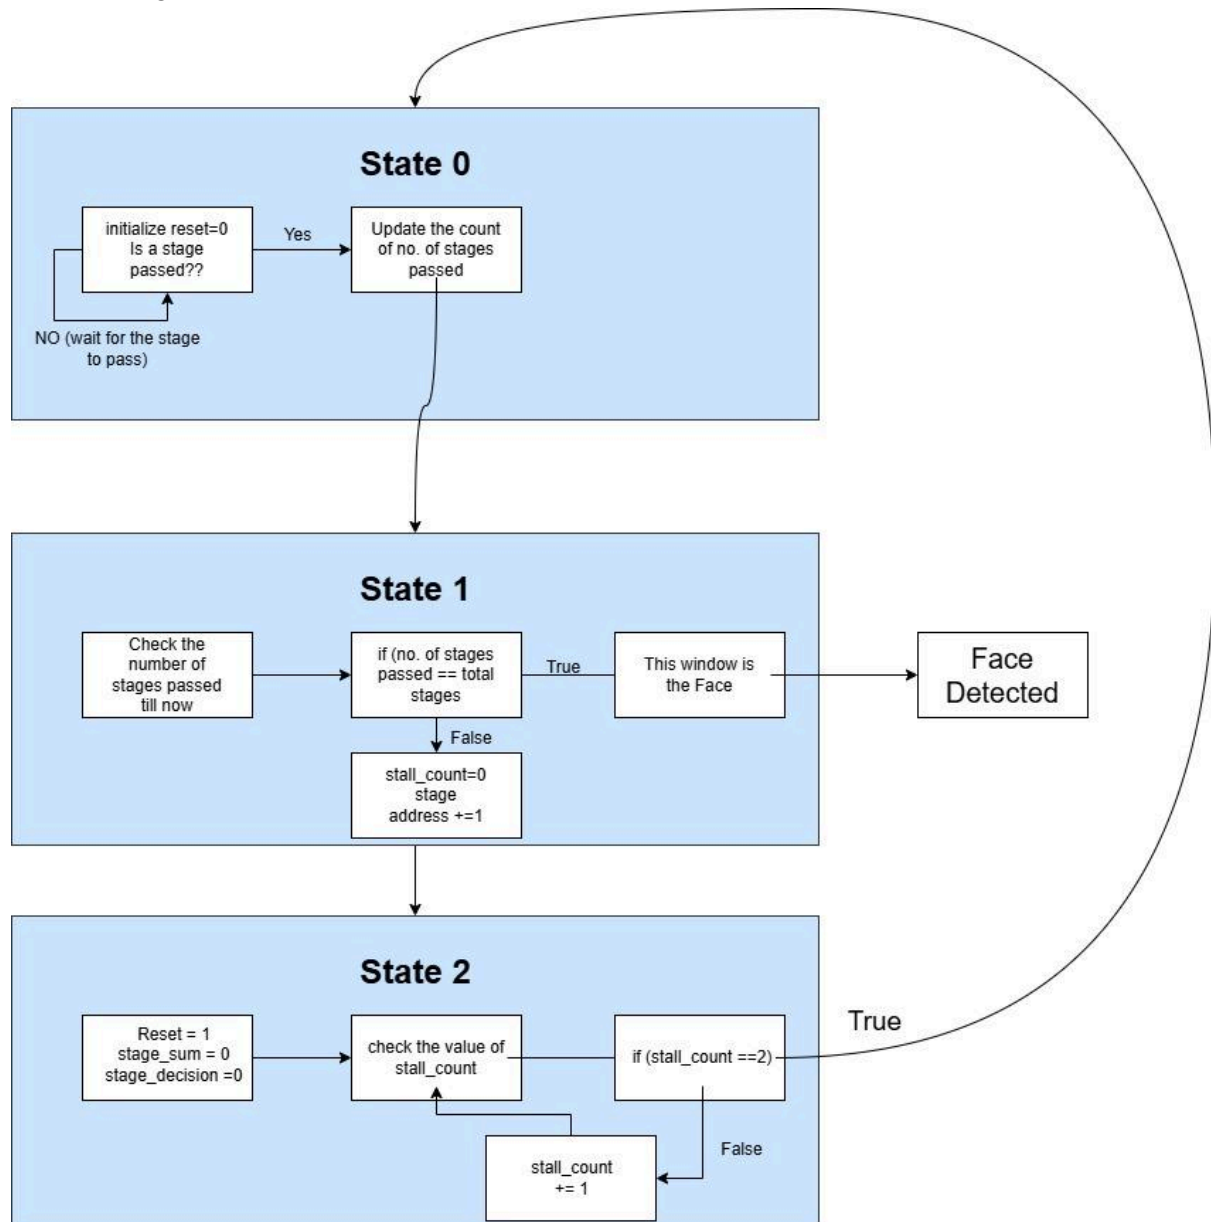 State 0
initialize reset=0
Is a stage
passed??
Yes
Update the count
of no. of stages
passed
NO (wait for the stage
to pass)
State 1
Check the
number of
stages passed
till now
if (no. of stages
passed == total
stages
True
This window is
the Face
Face
Detected
False
stall_count=0
stage
address +=1
State 2
Reset = 1
stage_sum = 0
stage_decision =0
check the value of
stall_count
if (stall_count ==2)
True
False
stall_count
+= 1